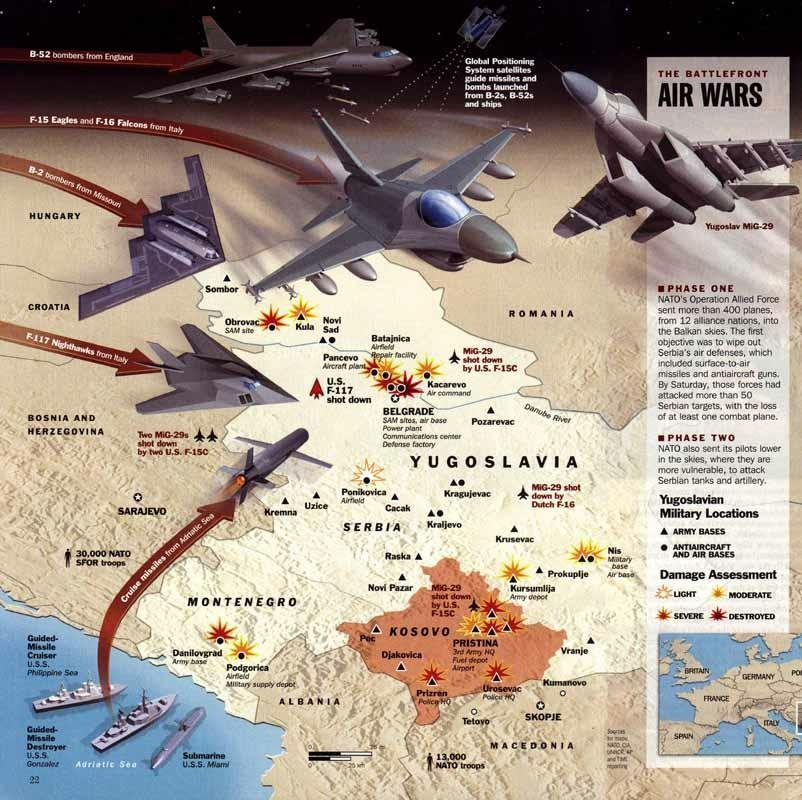 B-52 bombers from England
Global Positioning
System satellites
guide missiles and
bombs launched
from B-2s, B-52s
and ships
THE BATTLEFRONT
AIR WARS
F-15 Eagles and F-16 Falcons from Italy
B-2 bombers from Missouri
Yugoslav MiG-29
HUNGARY
CROATIA
Sombor
ROMANIA
Obrovac
SAM site
Kula
Novi
Sad
Batajnica
Airfield
Repair facility
Pancevo
Aircraft plant
MiG-29
shot down
by U.S. F-15C
F-117 Nighthawks from Italy
U.S.
F-117
shot down
Kacarevo
Air command
BELGRADE
SAM sites, air base
Power plant
Communications center
Defense factory
Pozarevac
Danube River
BOSNIA AND
HERZEGOVINA
Two MiG-29s
shot down
by two U.S. F-15C
YUGOSLAVIA
Ponikovica
Airfield
Kragujevac
MiG-29 shot
down by
Dutch F-16
SARAJEVO
Kremna
Uzice
Cacak
Kraljevo
SERBIA
Krusevac
Cruise missiles from Adriatic Sea
30,000 NATO
SFOR troops
Raska
Nis
Military
base
Air base
Prokuplje
Kursumlija
Army depot
Novi Pazar
MiG-29
shot down
by U.S.
F-15C
MONTENEGRO
KOSOVO
Pec
PRISTINA
3rd Army HQ
Fuel depot
Airport
Vranje
Danilovgrad
Army base
Podgorica
Airfield
Military supply depot
Djakovica
Prizren
Police HQ
Urosevac
Police HQ
Kumanovo
SKOPJE
Tetovo
ALBANIA
MACEDONIA
13,000
NATO troops
Guided-
Missile
Cruiser
U.S.S.
Philippine Sea
Guided-
Missile
Destroyer
U.S.S.
Gonzalez
Adriatic Sea
Submarine
U.S.S. Miami
22
PHASE ONE
NATO's Operation Allied Force
sent more than 400 planes,
from 12 alliance nations, into
the Balkan skies. The first
objective was to wipe out
Serbia's air defenses, which
included surface-to-air
missiles and antiaircraft guns.
By Saturday, those forces had
attacked more than 50
Serbian targets, with the loss
of at least one combat plane.
PHASE TWO
NATO also sent its pilots lower
in the skies, where they are
more vulnerable, to attack
Serbian tanks and artillery.
Yugoslavian
Military Locations
ARMY BASES
ANTIAIRCRAFT
AND AIR BASES
Damage Assessment
LIGHT
MODERATE
SEVERE
DESTROYED
BRITAIN
GERMANY
FRANCE
ITALY
SPAIN
Sources
for maps:
NATO, CIA,
and TIME
reporting